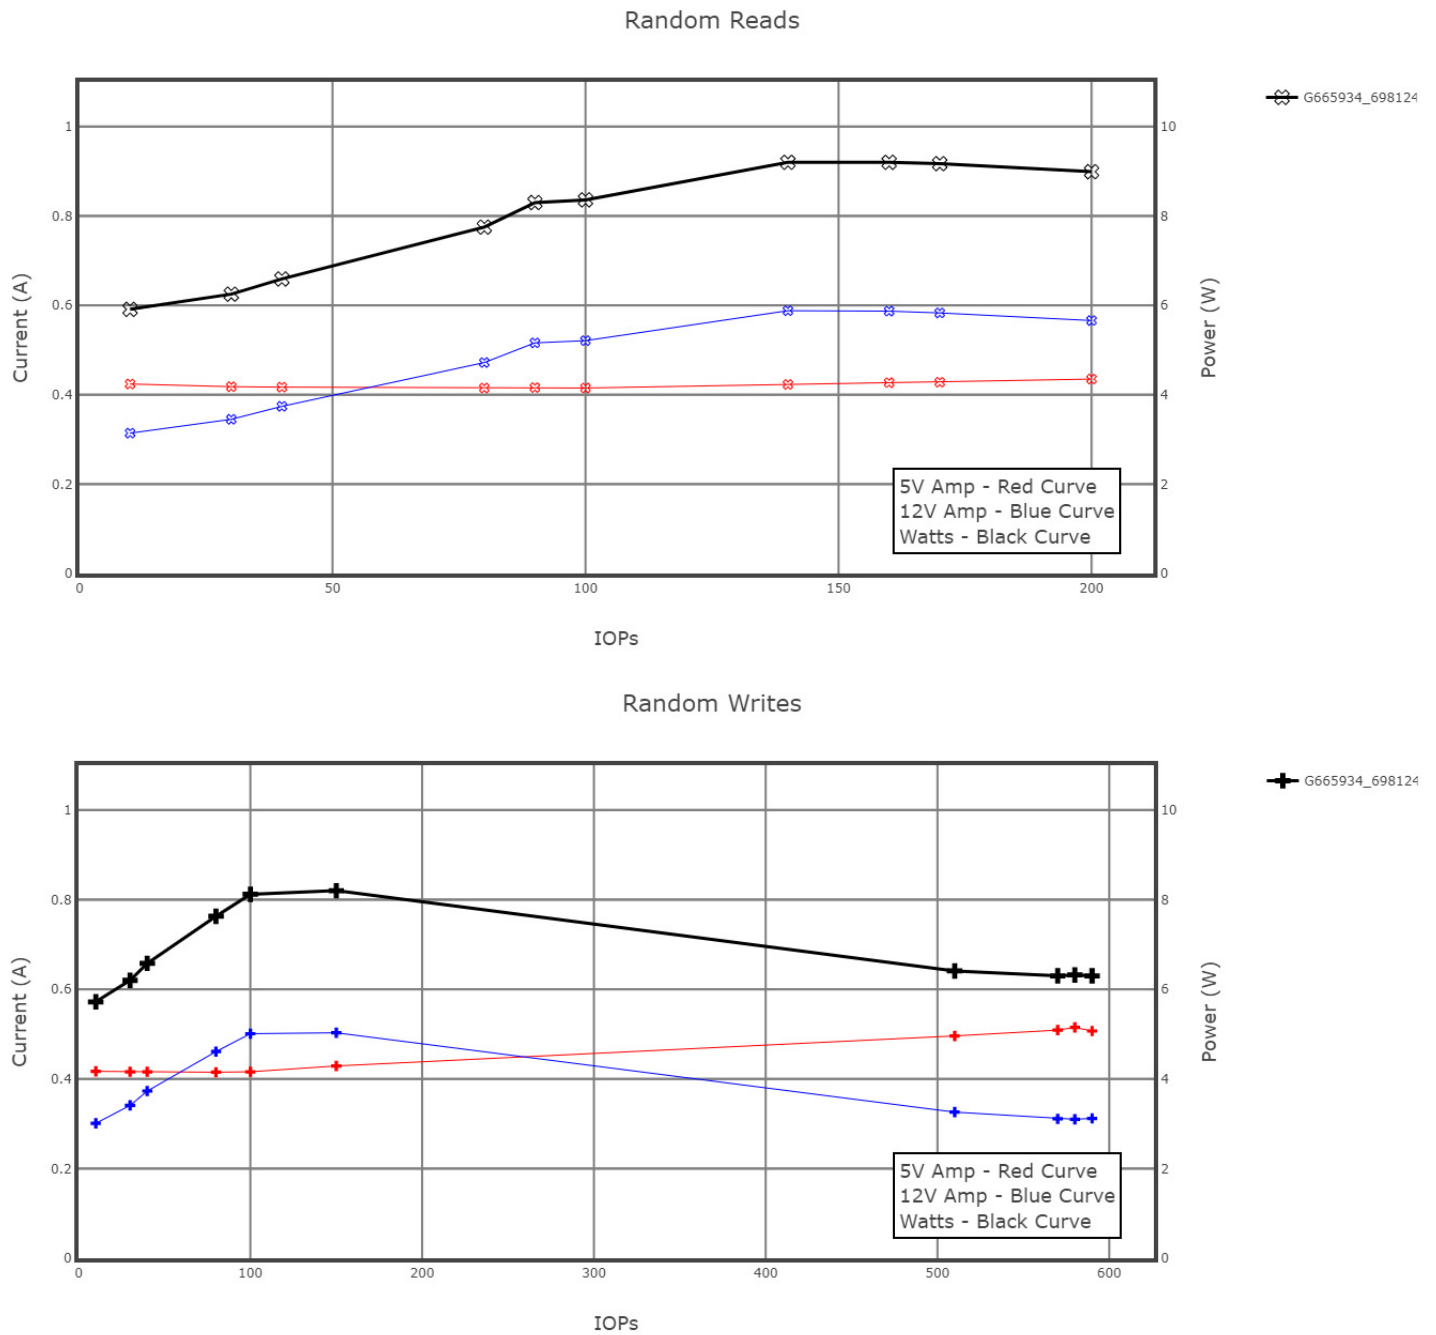 Random Reads
G665934_698124
1
0.8
0.6
0.4
0.2
0
10
8
6
4
2
0
Current (A)
Power (W)
5V Amp - Red Curve
12V Amp - Blue Curve
Watts - Black Curve
0 50 100 150 200
IOPs
Random Writes
G665934_698124
1
0.8
0.6
0.4
0.2
0
10
8
6
4
2
0
Current (A)
Power (W)
5V Amp - Red Curve
12V Amp - Blue Curve
Watts - Black Curve
0 100 200 300 400 500 600
IOPs